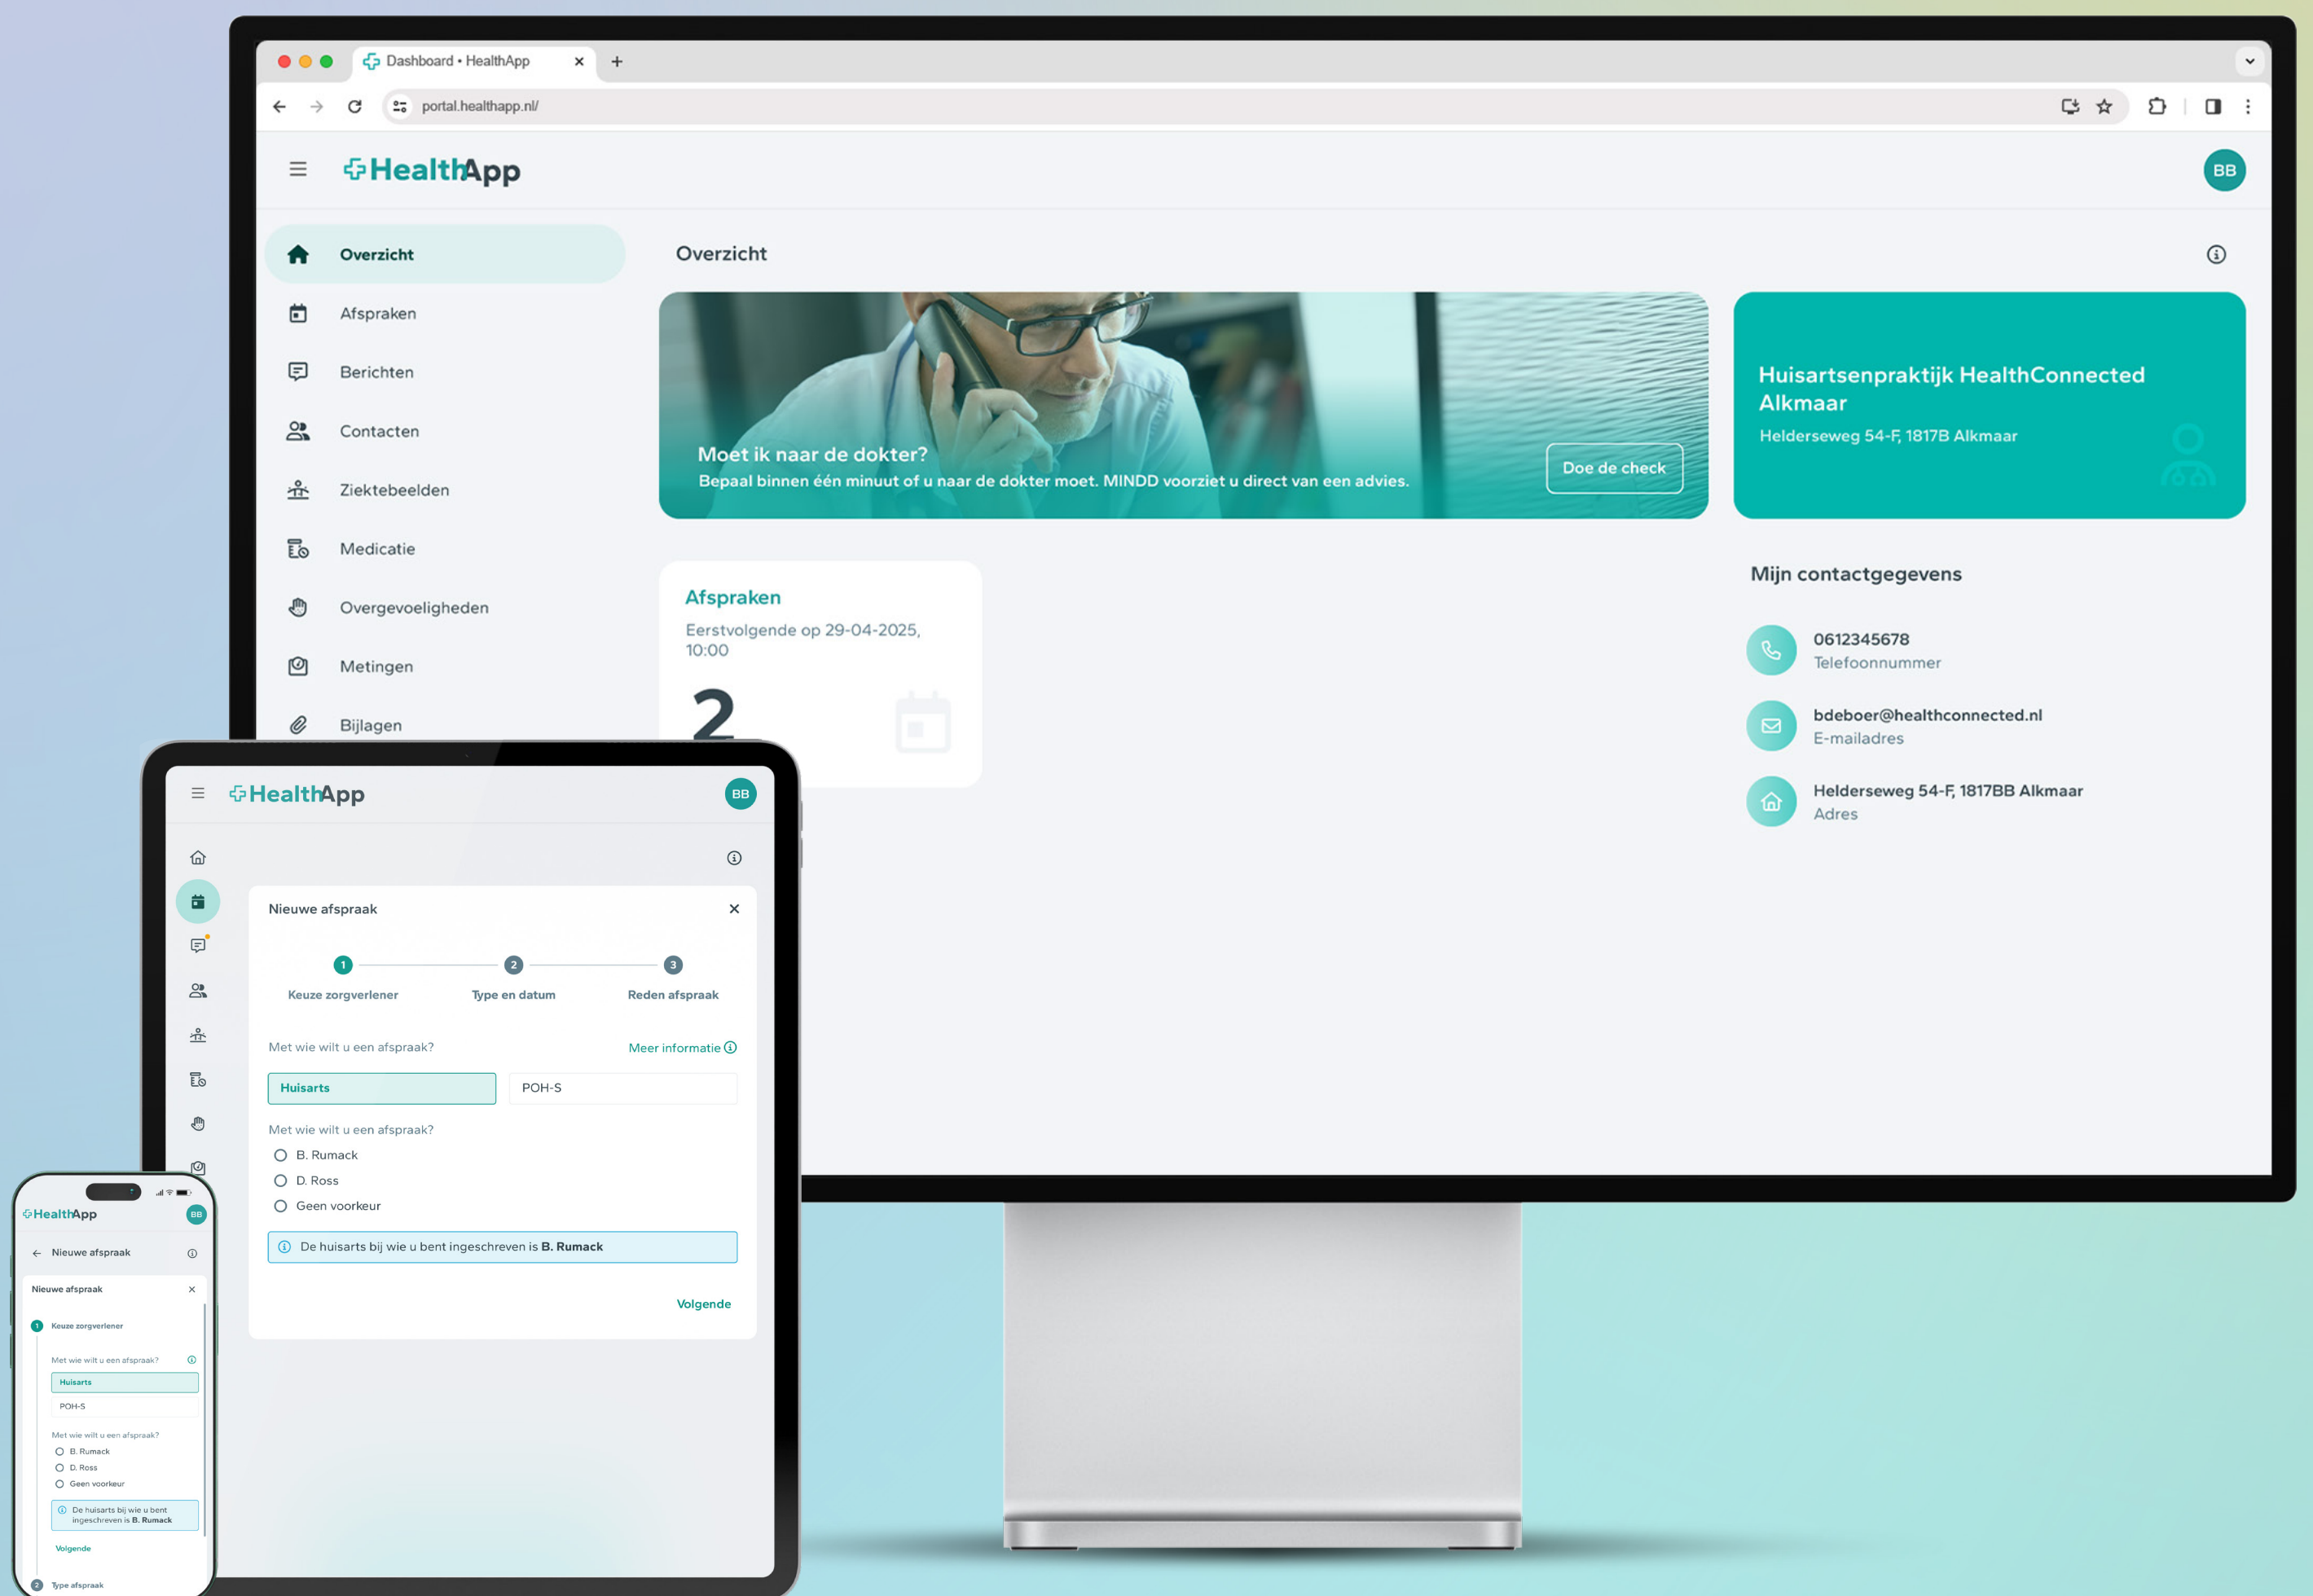 Dashboard • HealthApp
portal.healthapp.nl/
HealthApp
BB
Overzicht
Afspraken
Berichten
Contacten
Ziektebeelden
Medicatie
Overgevoeligheden
Metingen
Bijlagen
Overzicht
Moet ik naar de dokter?
Bepaal binnen één minuut of u naar de dokter moet. MINDD voorziet u direct van een advies.
Doe de check
Huisartsenpraktijk HealthConnected
Alkmaar
Helderseweg 54-F, 1817B Alkmaar
Afspraken
Eerstvolgende op 29-04-2025,
10:00
2
Mijn contactgegevens
0612345678
Telefoonnummer
bdeboer@healthconnected.nl
E-mailadres
Helderseweg 54-F, 1817BB Alkmaar
Adres
HealthApp
BB
Nieuwe afspraak
1 2 3
Keuze zorgverlener Type en datum Reden afspraak
Met wie wilt u een afspraak? Meer informatie
Huisarts POH-S
Met wie wilt u een afspraak?
B. Rumack
D. Ross
Geen voorkeur
De huisarts bij wie u bent ingeschreven is B. Rumack
Volgende
HealthApp
BB
Nieuwe afspraak
Nieuwe afspraak
1 Keuze zorgverlener
Met wie wilt u een afspraak?
Huisarts
POH-S
Met wie wilt u een afspraak?
B. Rumack
D. Ross
Geen voorkeur
De huisarts bij wie u bent
ingeschreven is B. Rumack
Volgende
2 Type afspraak